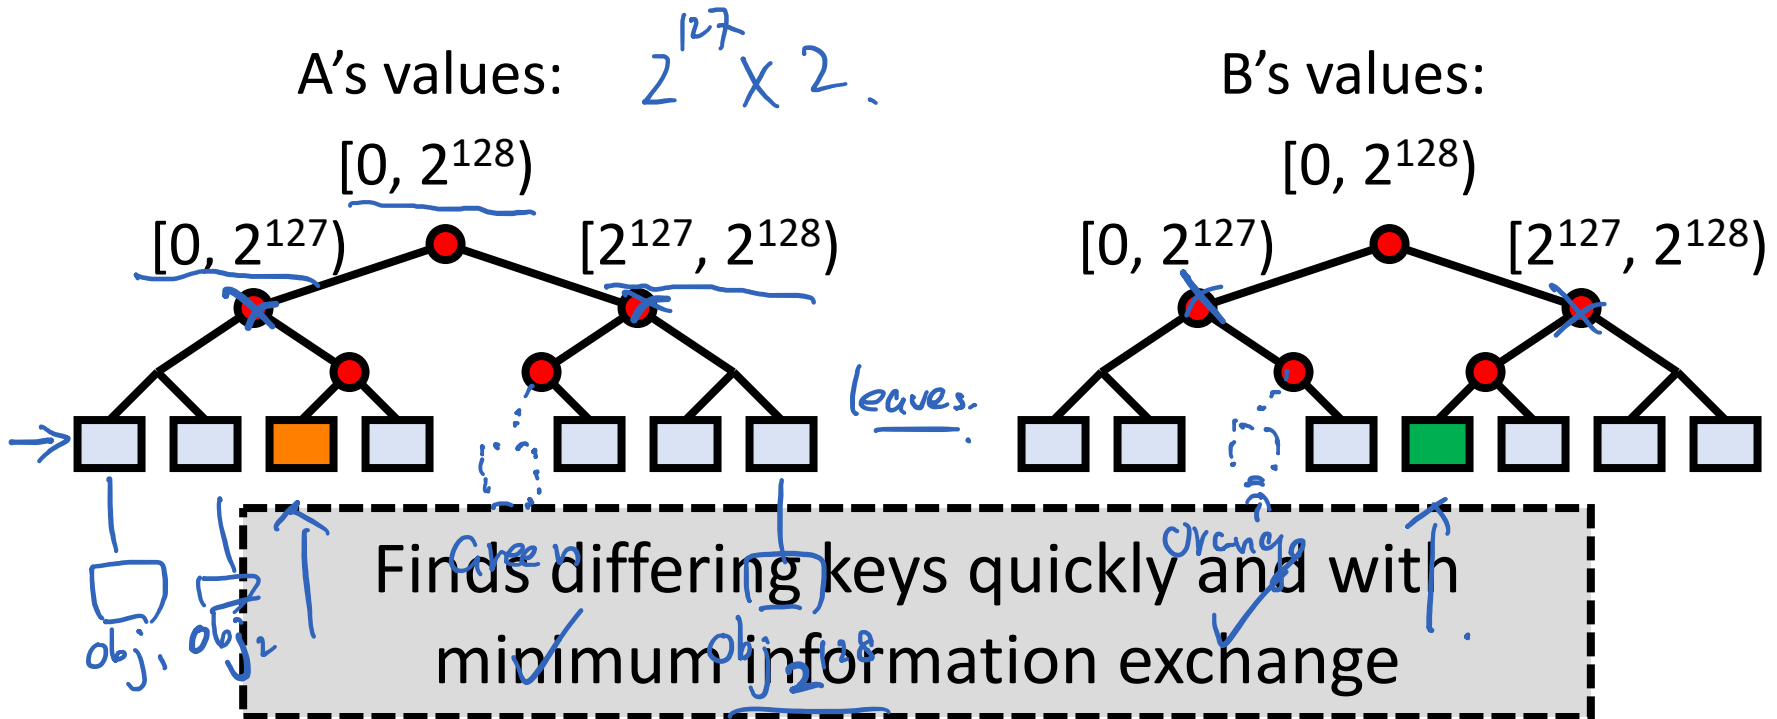 A's values: 2^127 × 2. B's values:
[0, 2^128) [0, 2^128)
[0, 2^127) [2^127, 2^128) [0, 2^127) [2^127, 2^128)
leaves.
Green orange
Finds differing keys quickly and with
minimum information exchange
obj1 obj2 obj 2^128